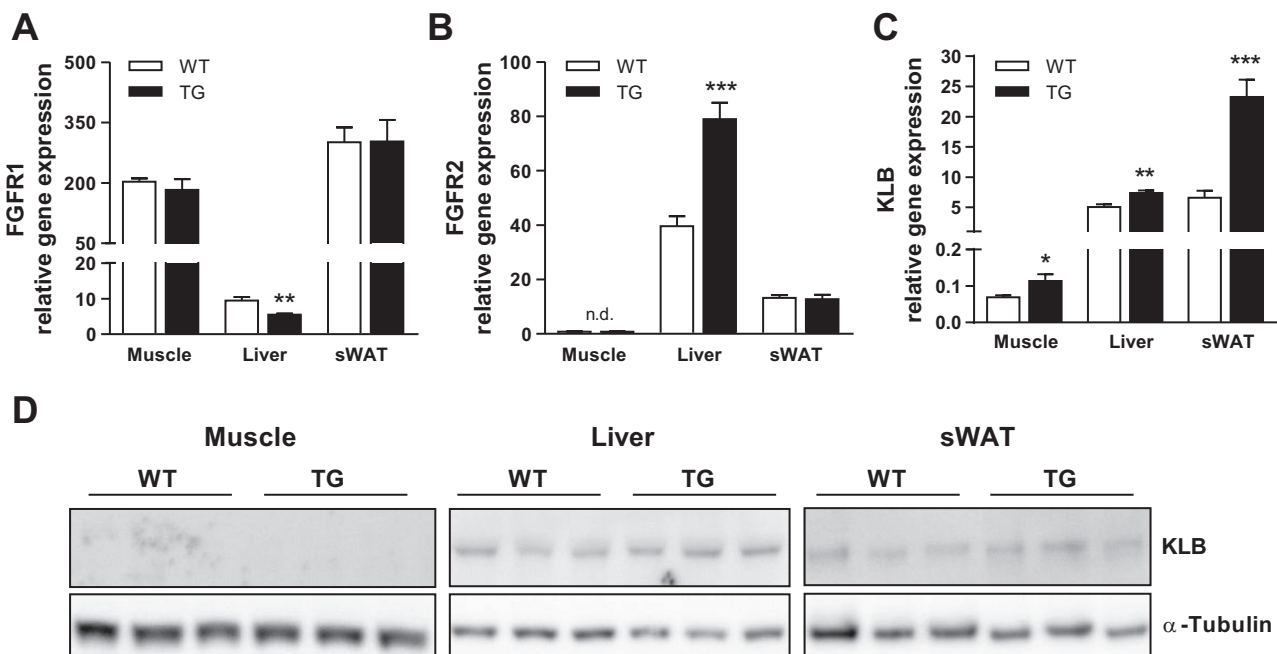 A
FGFR1
relative gene expression
500
350
200
50
20
10
0
WT
TG
**
Muscle
Liver
sWAT
B
FGFR2
relative gene expression
100
80
60
40
20
0
WT
TG
n.d.
***
Muscle
Liver
sWAT
C
KLB
relative gene expression
30
25
20
15
10
5
0.2
0.1
0.0
WT
TG
*
**
***
Muscle
Liver
sWAT
D
Muscle
Liver
sWAT
WT
TG
WT
TG
WT
TG
KLB
α-Tubulin